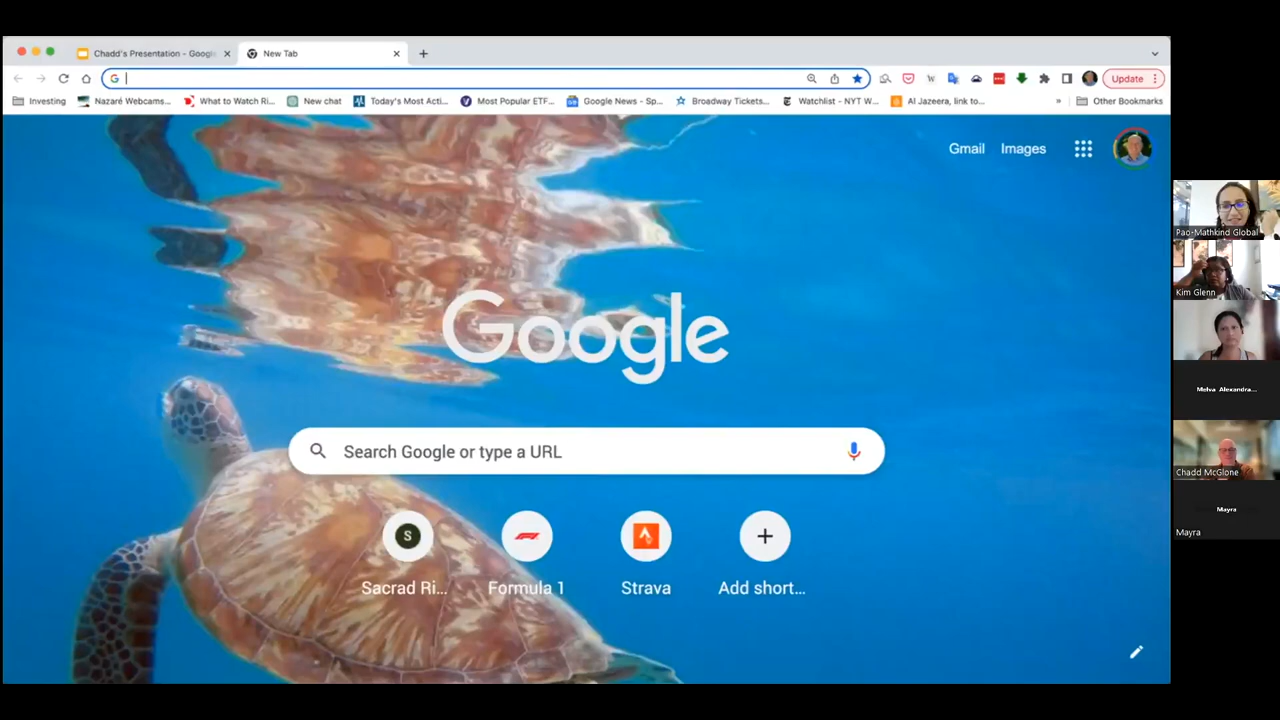 Chadd's Presentation - Googl
New Tab
Update
Investing
Nazaré Webcams...
What to Watch Ri...
New chat
Today's Most Acti...
Most Popular ETF...
Google News - Sp...
Broadway Tickets...
Watchlist - NYT W...
Al Jazeera, link to...
»
Other Bookmarks
Gmail
Images
Google
Search Google or type a URL
S
Sacrad Ri...
Formula 1
Strava
Add short...
Pao-Mathkind Global
Kim Glenn
Melva Alexandra...
Chadd McGlone
Mayra
Mayra